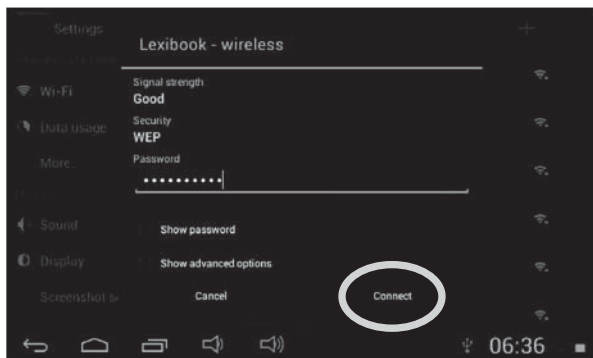 Settings
Lexibook - wireless
Signal strength
Good
Wi-Fi
Security
WEP
Data usage
Password
More...
••••••••••
Sound
Show password
Display
Show advanced options
Cancel
Connect
06:36